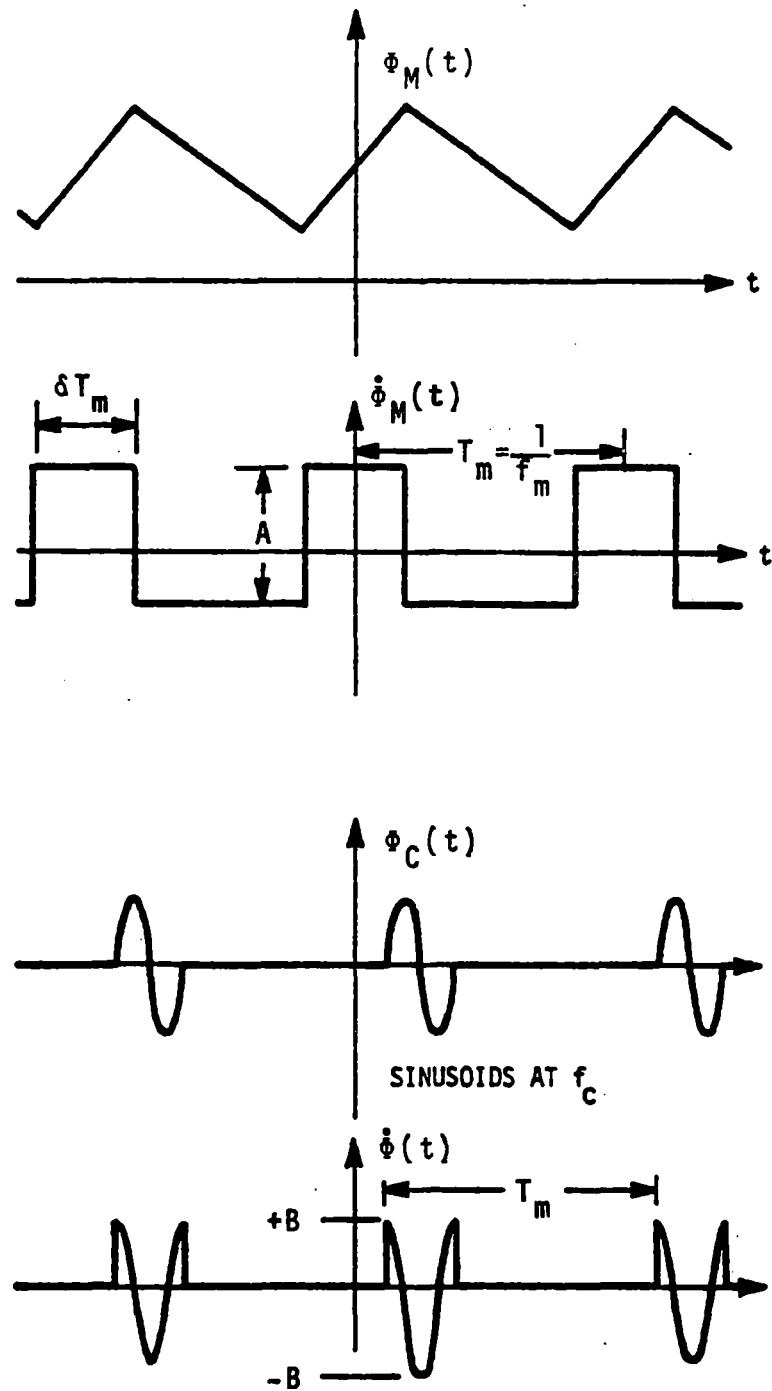 Φ_M(t)
t
δT_m
Φ̇_M(t)
T_m = 1/f_m
A
t
Φ_C(t)
SINUSOIDS AT f_c
Φ̇(t)
T_m
+B
-B